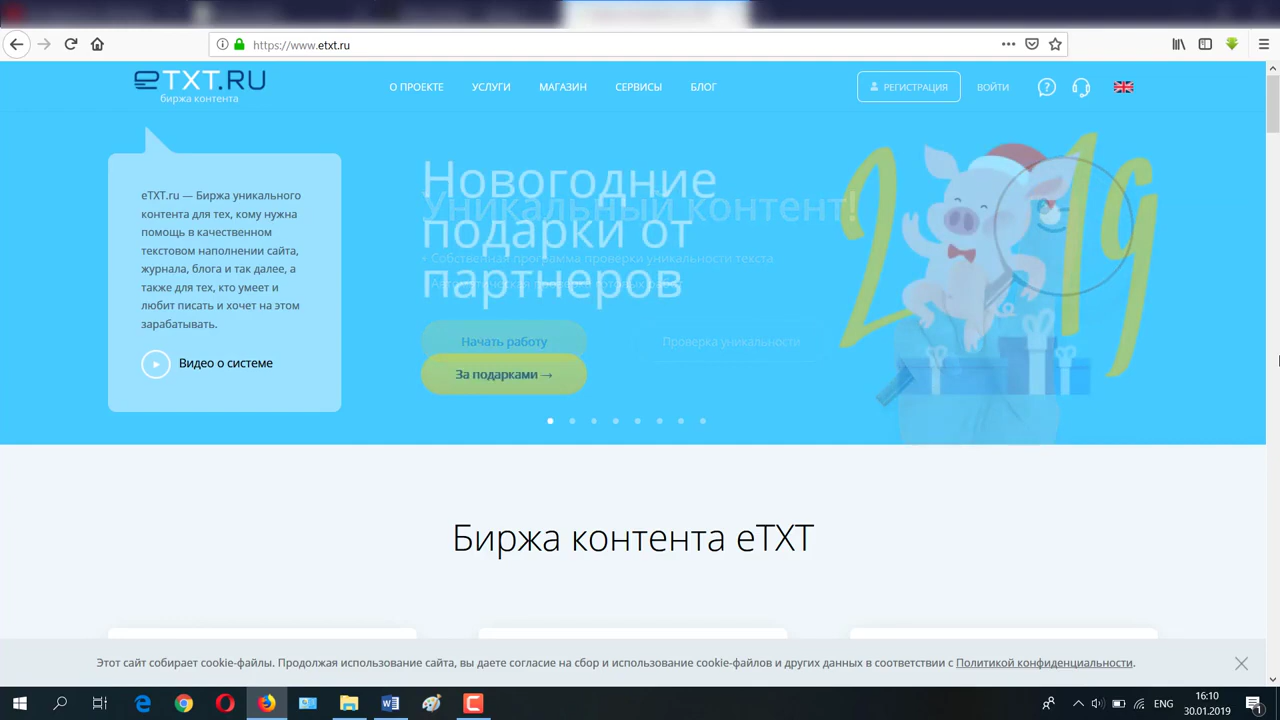 https://www.etxt.ru
eTXT.RU
биржа контента
О ПРОЕКТЕ
УСЛУГИ
МАГАЗИН
СЕРВИСЫ
БЛОГ
РЕГИСТРАЦИЯ
ВОЙТИ
eTXT.ru — Биржа уникального
контента для тех, кому нужна
помощь в качественном
текстовом наполнении сайта,
журнала, блога и так далее, а
также для тех, кто умеет и
любит писать и хочет на этом
зарабатывать.
Видео о системе
Новогодние
подарки от
партнеров
Уникальный контент!
• Собственная программа проверки уникальности текста
Начать работу
Проверка уникальности
За подарками →
2 19
Биржа контента eTXT
Этот сайт собирает cookie-файлы. Продолжая использование сайта, вы даете согласие на сбор и использование cookie-файлов и других данных в соответствии с Политикой конфиденциальности.
ENG
16:10
30.01.2019
1